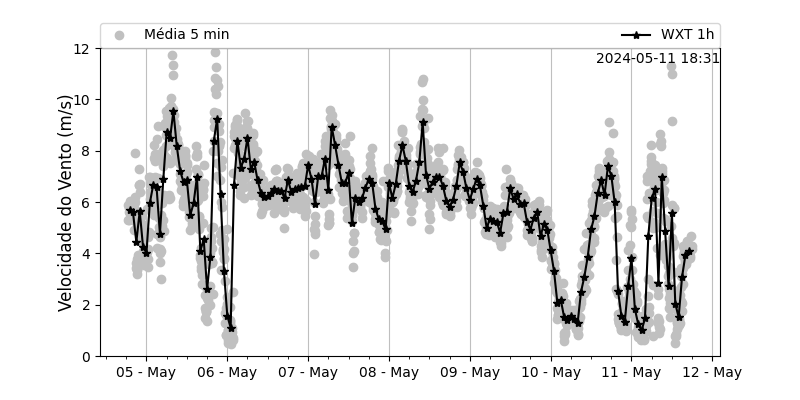 Média 5 min
WXT 1h
2024-05-11 18:31
Velocidade do Vento (m/s)
12
10
8
6
4
2
0
05 - May
06 - May
07 - May
08 - May
09 - May
10 - May
11 - May
12 - May